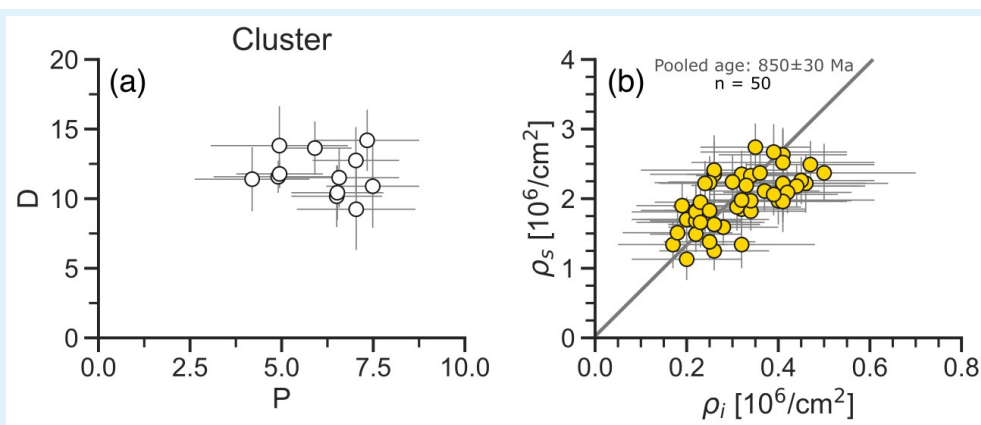 Cluster
(a)
D
20
15
10
5
0
0.0 2.5 5.0 7.5 10.0
P
(b)
Pooled age: 850±30 Ma
n = 50
ρs [10⁶/cm²]
4
3
2
1
0
0.0 0.2 0.4 0.6 0.8
ρi [10⁶/cm²]